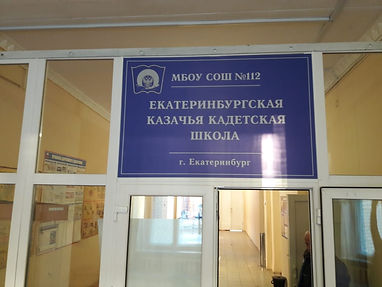 МБОУ СОШ №112
ЕКАТЕРИНБУРГСКАЯ
КАЗАЧЬЯ КАДЕТСКАЯ
ШКОЛА
г. Екатеринбург